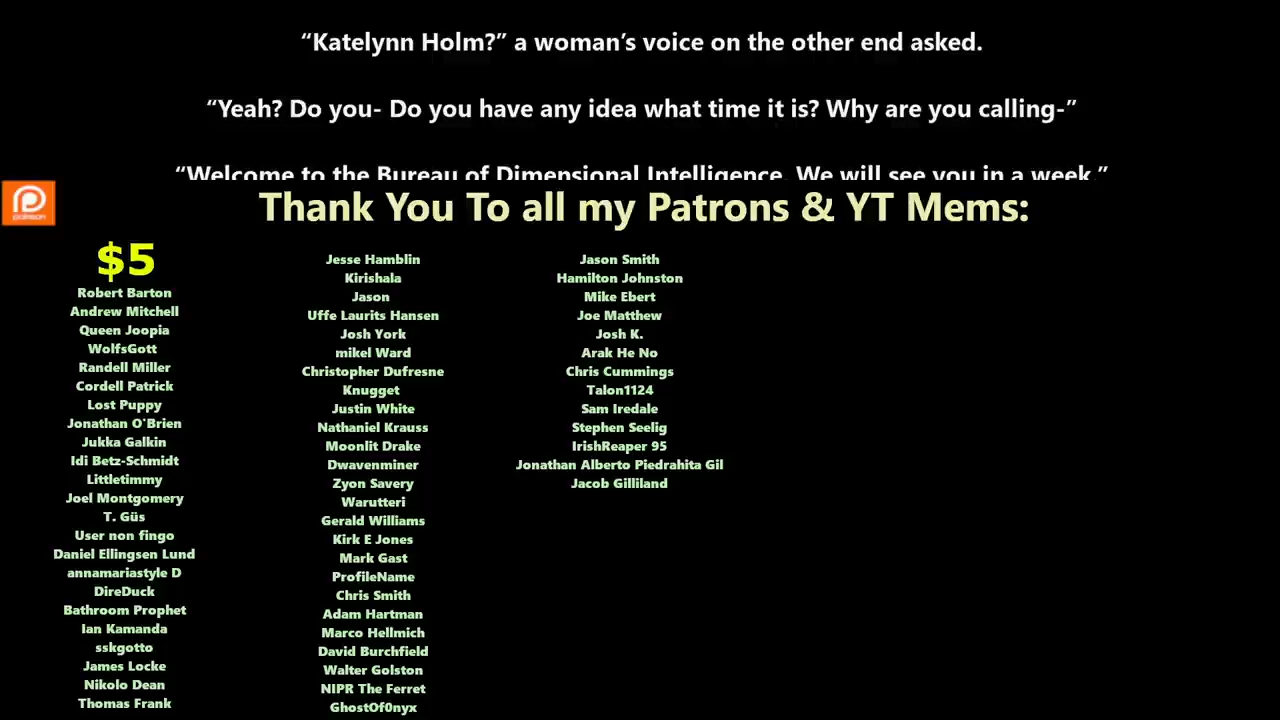 “Katelynn Holm?” a woman’s voice on the other end asked.
“Yeah? Do you- Do you have any idea what time it is? Why are you calling-”
“Welcome to the Bureau of Dimensional Intelligence. We will see you in a week.”
patreon
Thank You To all my Patrons & YT Mems:
$5
Robert Barton
Andrew Mitchell
Queen Joopia
WolfsGott
Randell Miller
Cordell Patrick
Lost Puppy
Jonathan O'Brien
Jukka Galkin
Idi Betz-Schmidt
Littletimmy
Joel Montgomery
T. Güs
User non fingo
Daniel Ellingsen Lund
annamariastyle D
DireDuck
Bathroom Prophet
Ian Kamanda
sskgotto
James Locke
Nikolo Dean
Thomas Frank
Jesse Hamblin
Kirishala
Jason
Uffe Laurits Hansen
Josh York
mikel Ward
Christopher Dufresne
Knugget
Justin White
Nathaniel Krauss
Moonlit Drake
Dwavenminer
Zyon Savery
Warutteri
Gerald Williams
Kirk E Jones
Mark Gast
ProfileName
Chris Smith
Adam Hartman
Marco Hellmich
David Burchfield
Walter Golston
NIPR The Ferret
GhostOf0nyx
Jason Smith
Hamilton Johnston
Mike Ebert
Joe Matthew
Josh K.
Arak He No
Chris Cummings
Talon1124
Sam Iredale
Stephen Seelig
IrishReaper 95
Jonathan Alberto Piedrahita Gil
Jacob Gilliland